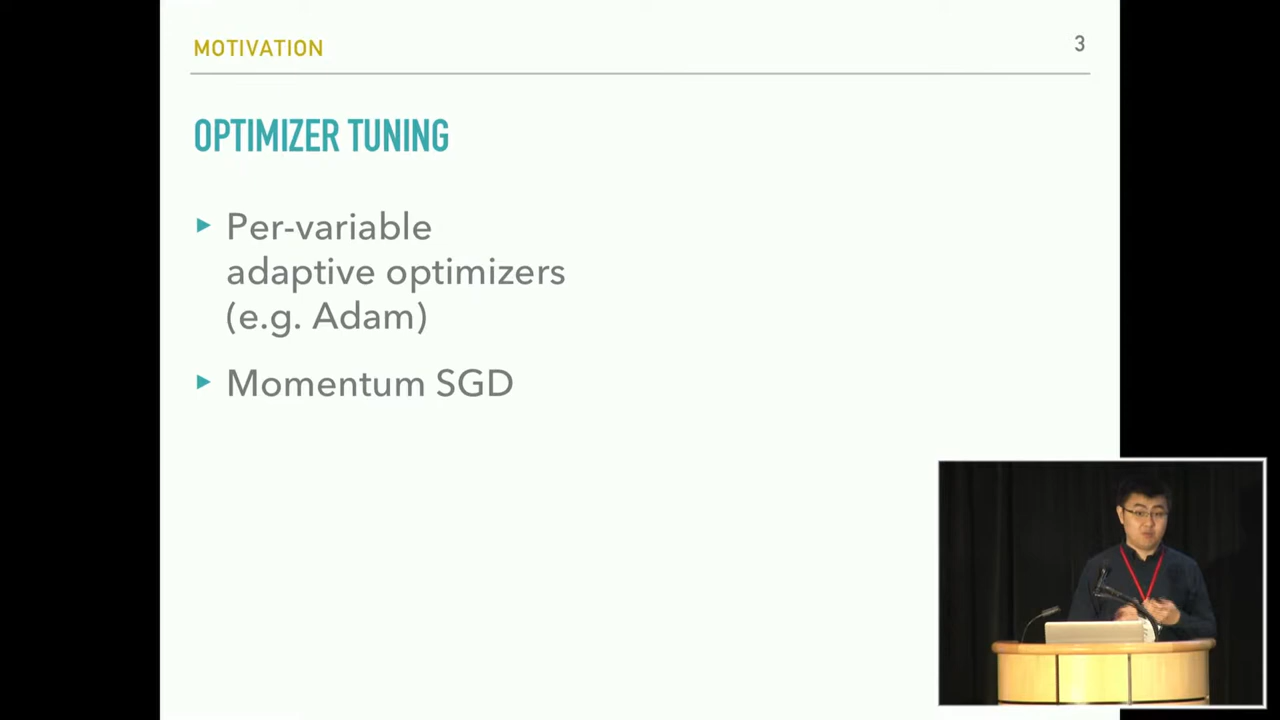 MOTIVATION
3
OPTIMIZER TUNING
Per-variable
adaptive optimizers
(e.g. Adam)
Momentum SGD